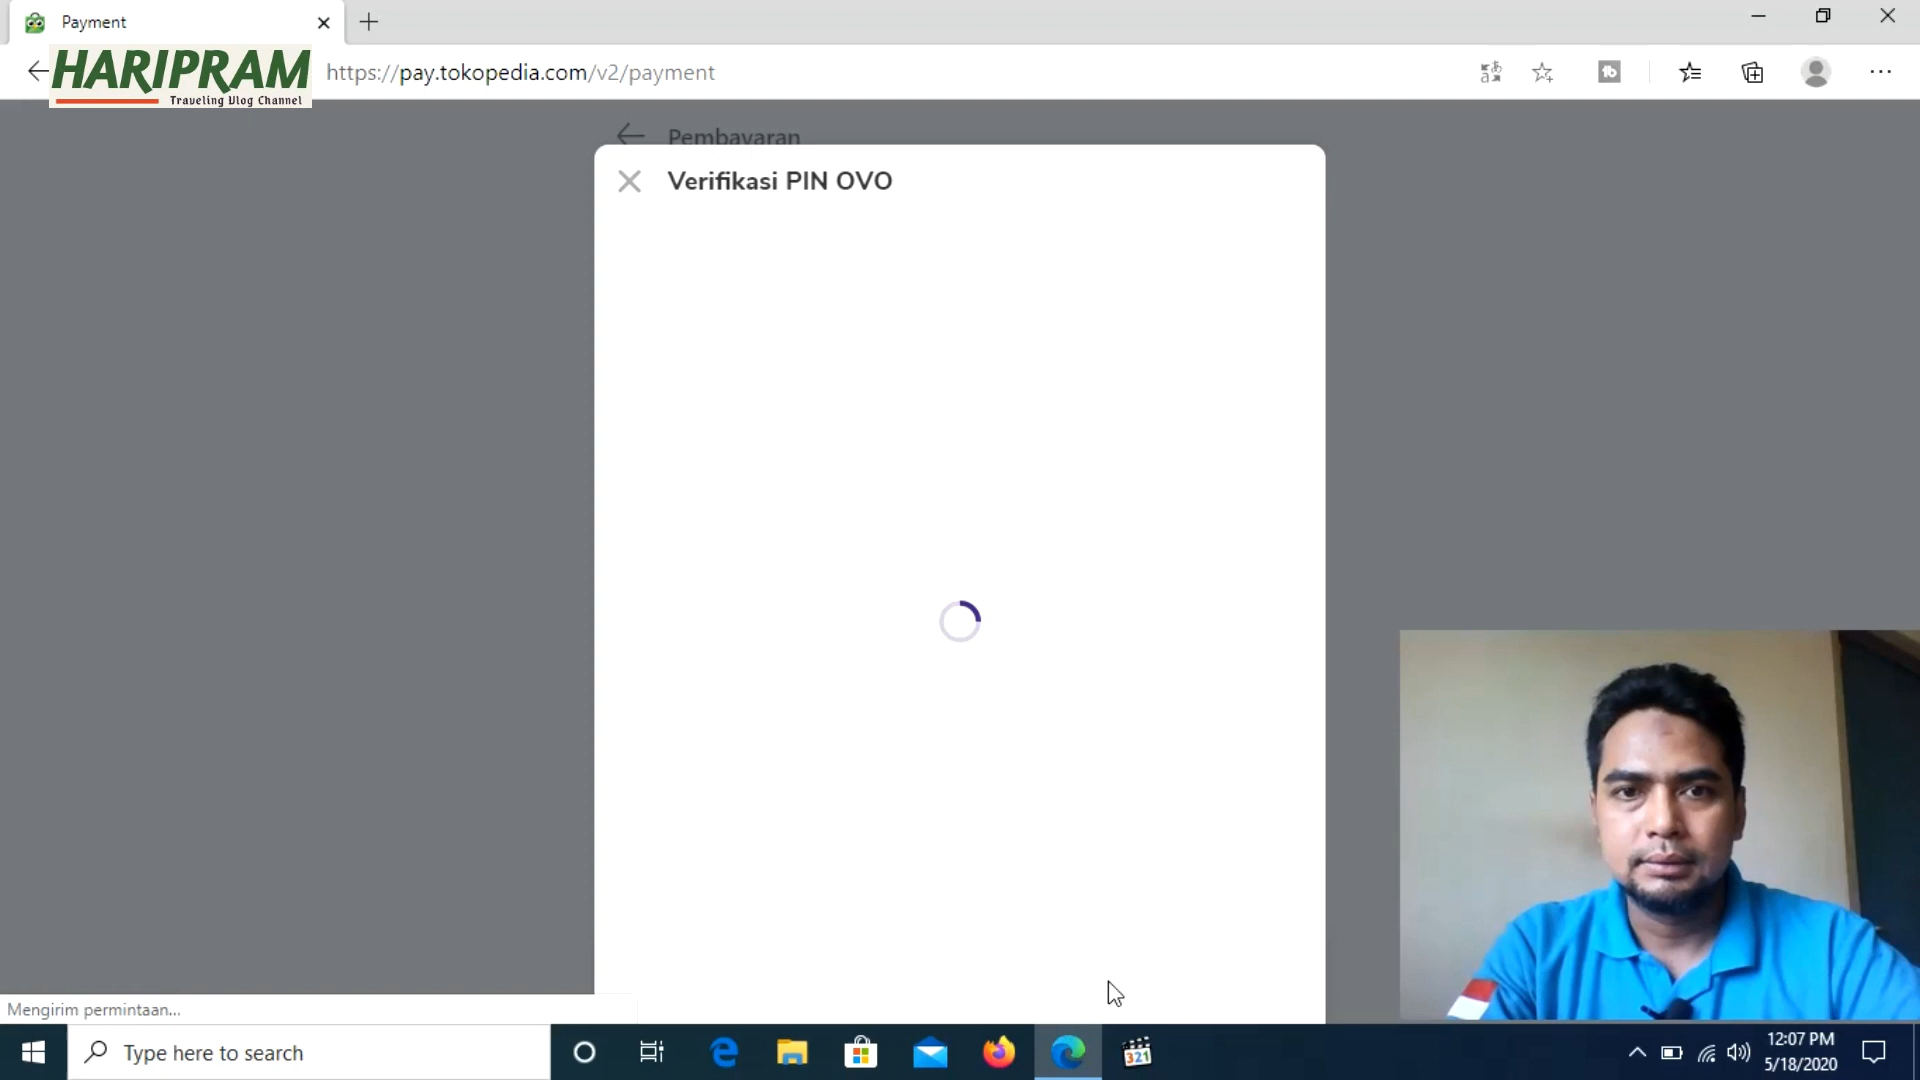 Payment
HARIPRAM
Traveling Vlog Channel
https://pay.tokopedia.com/v2/payment
Pembayaran
Verifikasi PIN OVO
Mengirim permintaan...
Type here to search
321
12:07 PM
5/18/2020